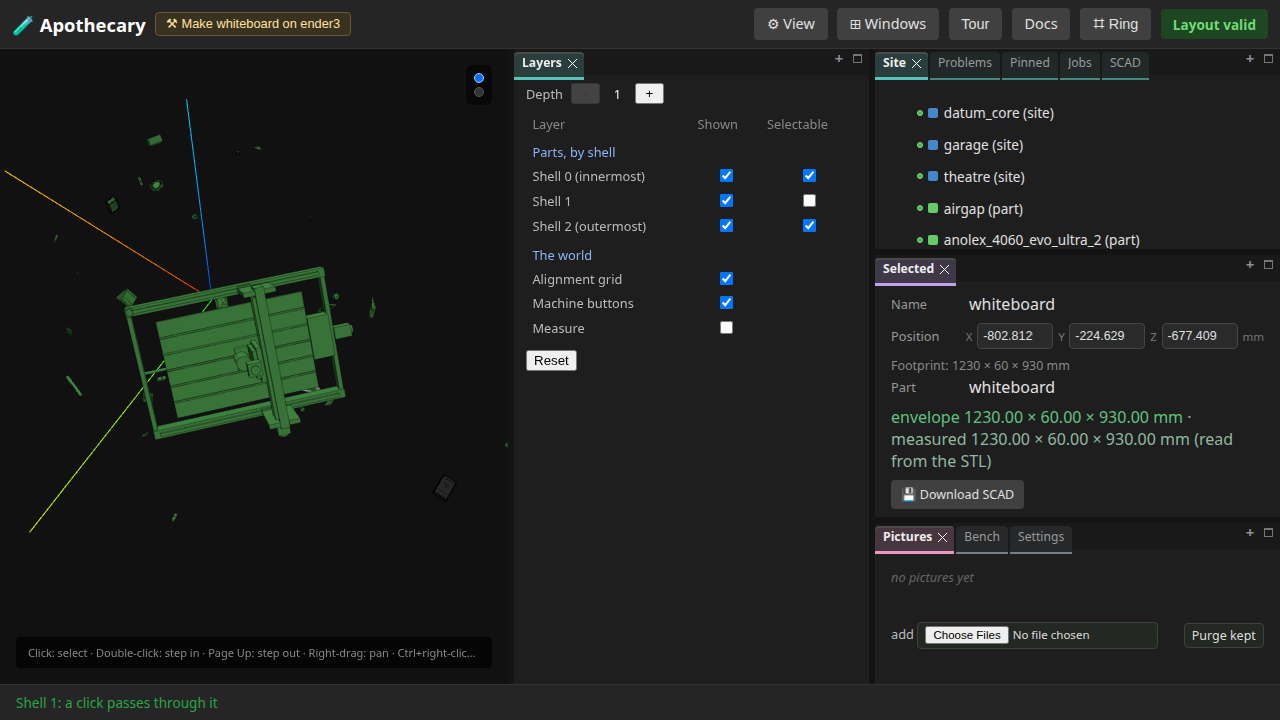 🧪 Apothecary
⚒ Make whiteboard on ender3
⚙ View
⊞ Windows
Tour
Docs
⌗ Ring
Layout valid
Click: select · Double-click: step in · Page Up: step out · Right-drag: pan · Ctrl+right-clic...
Layers
Depth - 1 +
Layer Shown Selectable
Parts, by shell
Shell 0 (innermost)
Shell 1
Shell 2 (outermost)
The world
Alignment grid
Machine buttons
Measure
Reset
Site Problems Pinned Jobs SCAD
datum_core (site)
garage (site)
theatre (site)
airgap (part)
anolex_4060_evo_ultra_2 (part)
Selected
Name whiteboard
Position X -802.812 Y -224.629 Z -677.409 mm
Footprint: 1230 × 60 × 930 mm
Part whiteboard
envelope 1230.00 × 60.00 × 930.00 mm ·
measured 1230.00 × 60.00 × 930.00 mm (read
from the STL)
💾 Download SCAD
Pictures Bench Settings
no pictures yet
add Choose Files No file chosen
Purge kept
Shell 1: a click passes through it